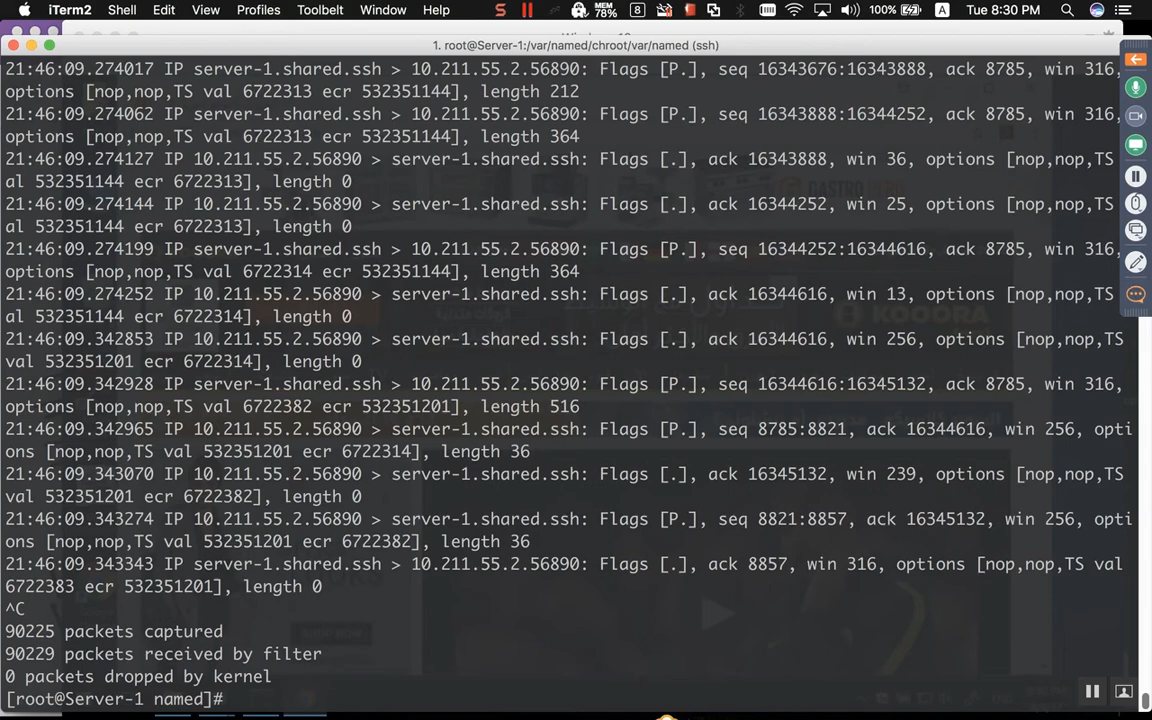 iTerm2 Shell Edit View Profiles Toolbelt Window Help MEM 78% 8 100% A Tue 8:30 PM
1. root@Server-1:/var/named/chroot/var/named (ssh)
21:46:09.274017 IP server-1.shared.ssh > 10.211.55.2.56890: Flags [P.], seq 16343676:16343888, ack 8785, win 316,
options [nop,nop,TS val 6722313 ecr 532351144], length 212
21:46:09.274062 IP server-1.shared.ssh > 10.211.55.2.56890: Flags [P.], seq 16343888:16344252, ack 8785, win 316,
options [nop,nop,TS val 6722313 ecr 532351144], length 364
21:46:09.274127 IP 10.211.55.2.56890 > server-1.shared.ssh: Flags [.], ack 16343888, win 36, options [nop,nop,TS
al 532351144 ecr 6722313], length 0
21:46:09.274144 IP 10.211.55.2.56890 > server-1.shared.ssh: Flags [.], ack 16344252, win 25, options [nop,nop,TS
al 532351144 ecr 6722313], length 0
21:46:09.274199 IP server-1.shared.ssh > 10.211.55.2.56890: Flags [P.], seq 16344252:16344616, ack 8785, win 316,
options [nop,nop,TS val 6722314 ecr 532351144], length 364
21:46:09.274252 IP 10.211.55.2.56890 > server-1.shared.ssh: Flags [.], ack 16344616, win 13, options [nop,nop,TS
al 532351144 ecr 6722314], length 0
21:46:09.342853 IP 10.211.55.2.56890 > server-1.shared.ssh: Flags [.], ack 16344616, win 256, options [nop,nop,TS
val 532351201 ecr 6722314], length 0
21:46:09.342928 IP server-1.shared.ssh > 10.211.55.2.56890: Flags [P.], seq 16344616:16345132, ack 8785, win 316,
options [nop,nop,TS val 6722382 ecr 532351201], length 516
21:46:09.342965 IP 10.211.55.2.56890 > server-1.shared.ssh: Flags [P.], seq 8785:8821, ack 16344616, win 256, opti
ons [nop,nop,TS val 532351201 ecr 6722314], length 36
21:46:09.343070 IP 10.211.55.2.56890 > server-1.shared.ssh: Flags [.], ack 16345132, win 239, options [nop,nop,TS
val 532351201 ecr 6722382], length 0
21:46:09.343274 IP 10.211.55.2.56890 > server-1.shared.ssh: Flags [P.], seq 8821:8857, ack 16345132, win 256, opti
ons [nop,nop,TS val 532351201 ecr 6722382], length 36
21:46:09.343343 IP server-1.shared.ssh > 10.211.55.2.56890: Flags [.], ack 8857, win 316, options [nop,nop,TS val
6722383 ecr 532351201], length 0
^C
90225 packets captured
90229 packets received by filter
0 packets dropped by kernel
[root@Server-1 named]#
KOOORA